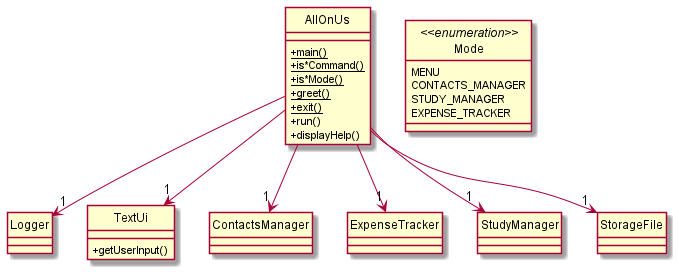 AllOnUs
+main()
+is*Command()
+is*Mode()
+greet()
+exit()
+run()
+displayHelp()
<<enumeration>>
Mode
MENU
CONTACTS_MANAGER
STUDY_MANAGER
EXPENSE_TRACKER
1
1
1
1
1
1
Logger
TextUi
+getUserInput()
ContactsManager
ExpenseTracker
StudyManager
StorageFile